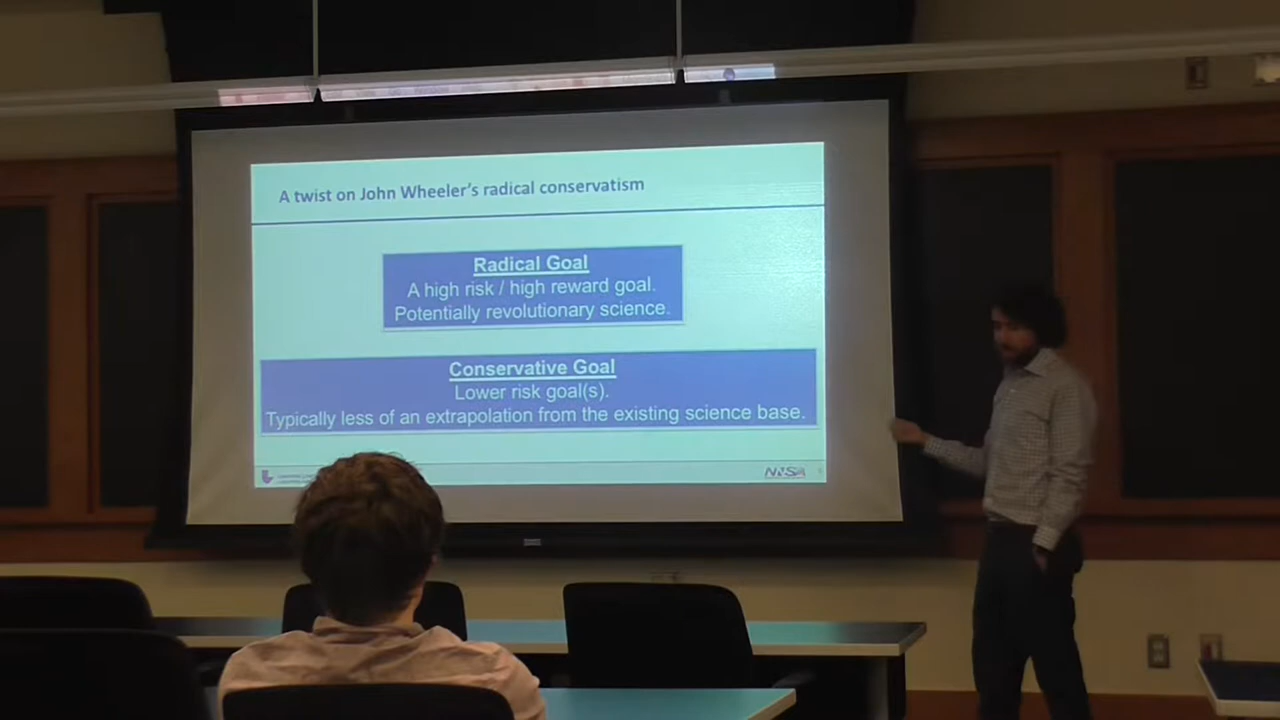 A twist on John Wheeler's radical conservatism
Radical Goal
A high risk / high reward goal.
Potentially revolutionary science.
Conservative Goal
Lower risk goal(s).
Typically less of an extrapolation from the existing science base.
NNSA